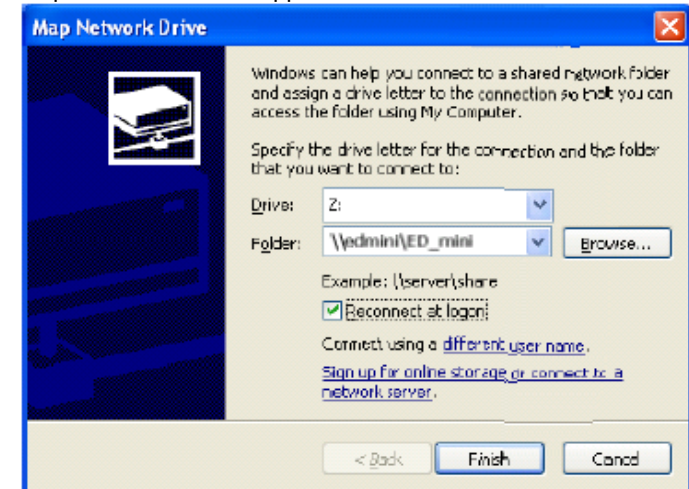 Map Network Drive
Windows can help you connect to a shared network folder
and assign a drive letter to the connection so that you can
access the folder using My Computer.
Specify the drive letter for the connection and the folder
that you want to connect to:
Drive: Z:
Folder: \\edmini\ED_mini Browse...
Example: \\server\share
Reconnect at logon
Connect using a different user name.
Sign up for online storage or connect to a
network server.
< Back Finish Cancel